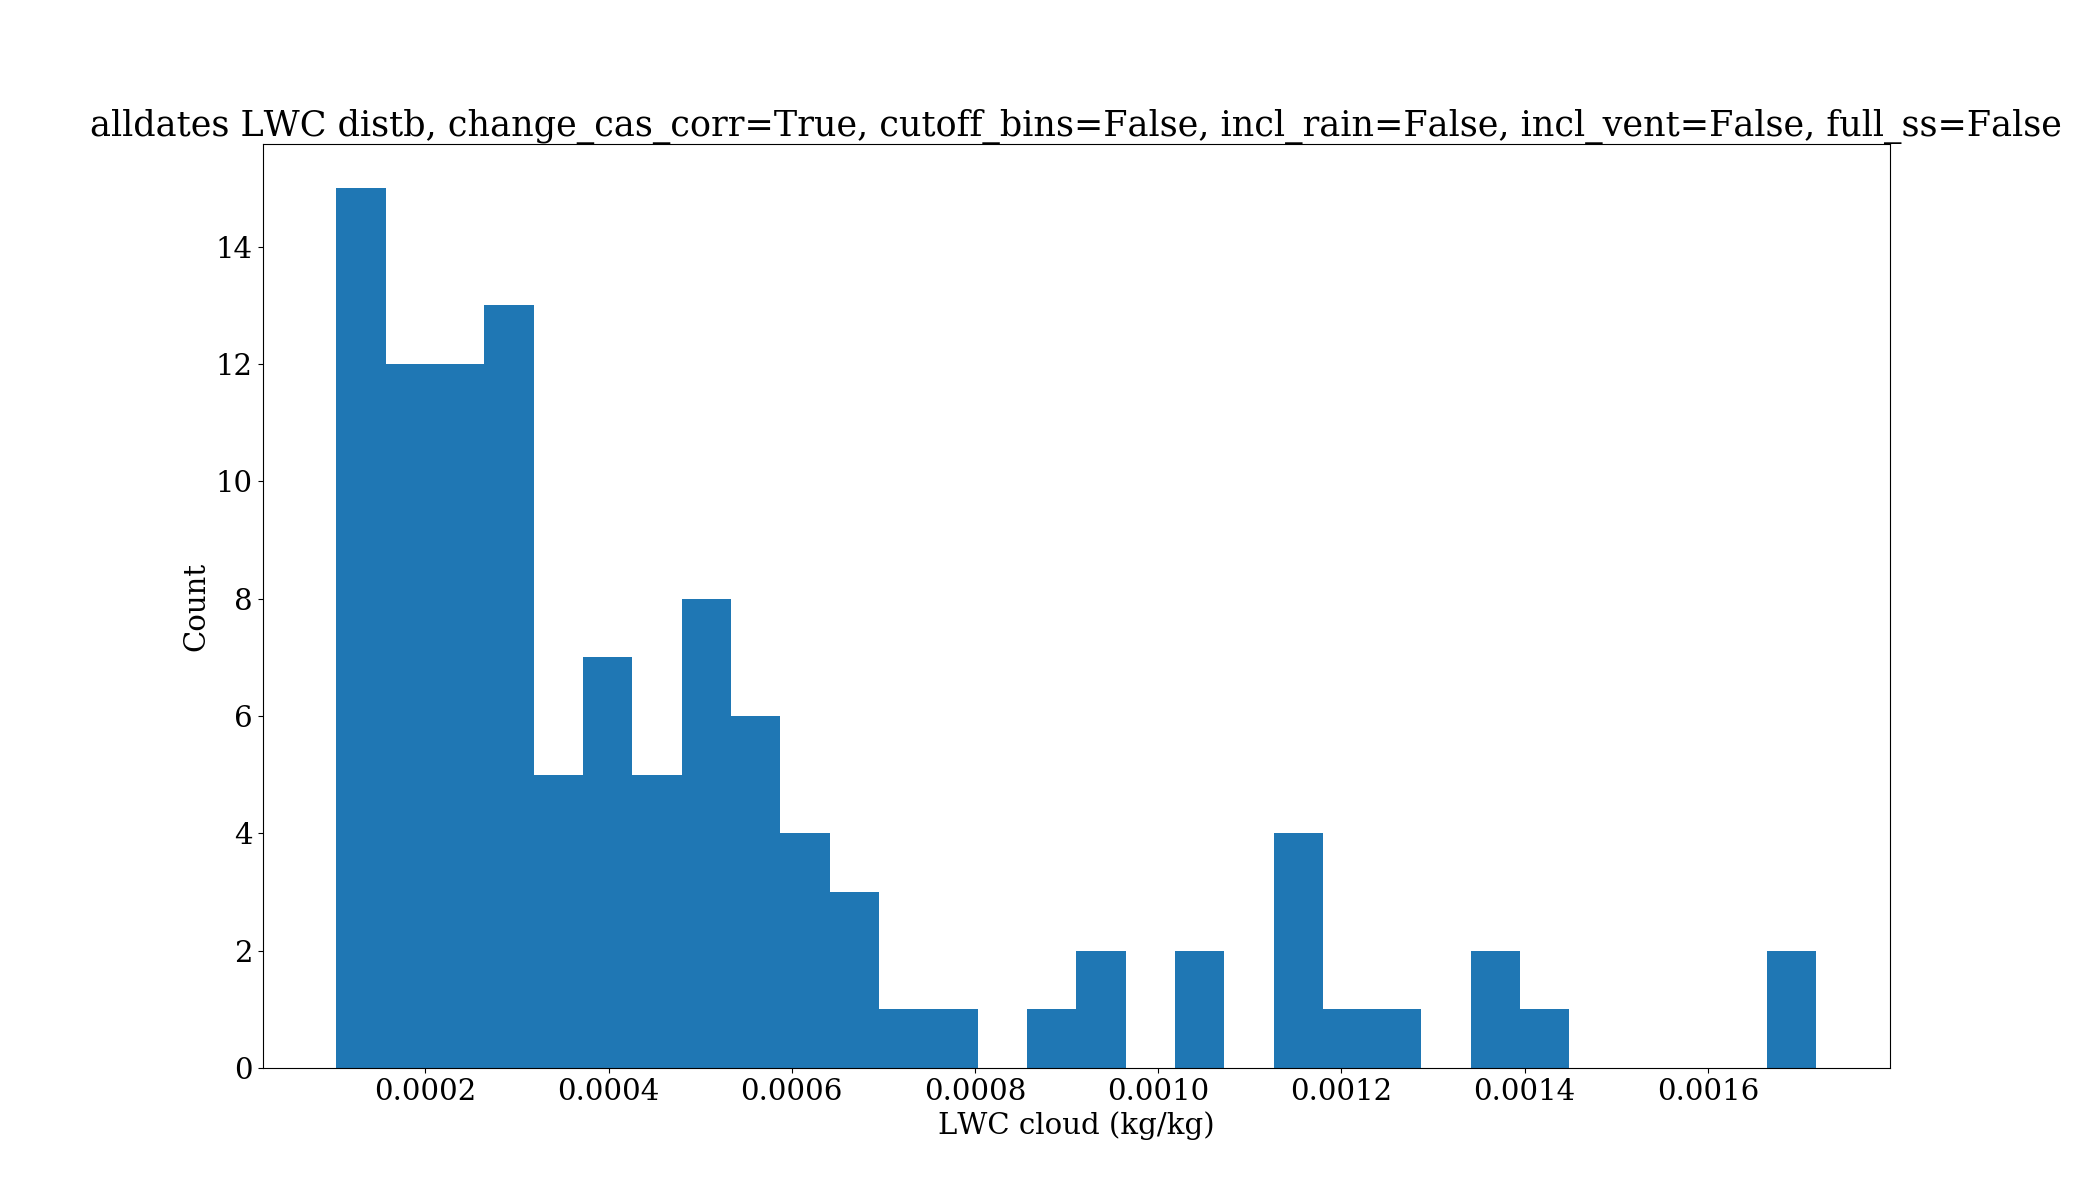 alldates LWC distb, change_cas_corr=True, cutoff_bins=False, incl_rain=False, incl_vent=False, full_ss=False
14
12
10
8
6
4
2
0
Count
0.0002 0.0004 0.0006 0.0008 0.0010 0.0012 0.0014 0.0016
LWC cloud (kg/kg)